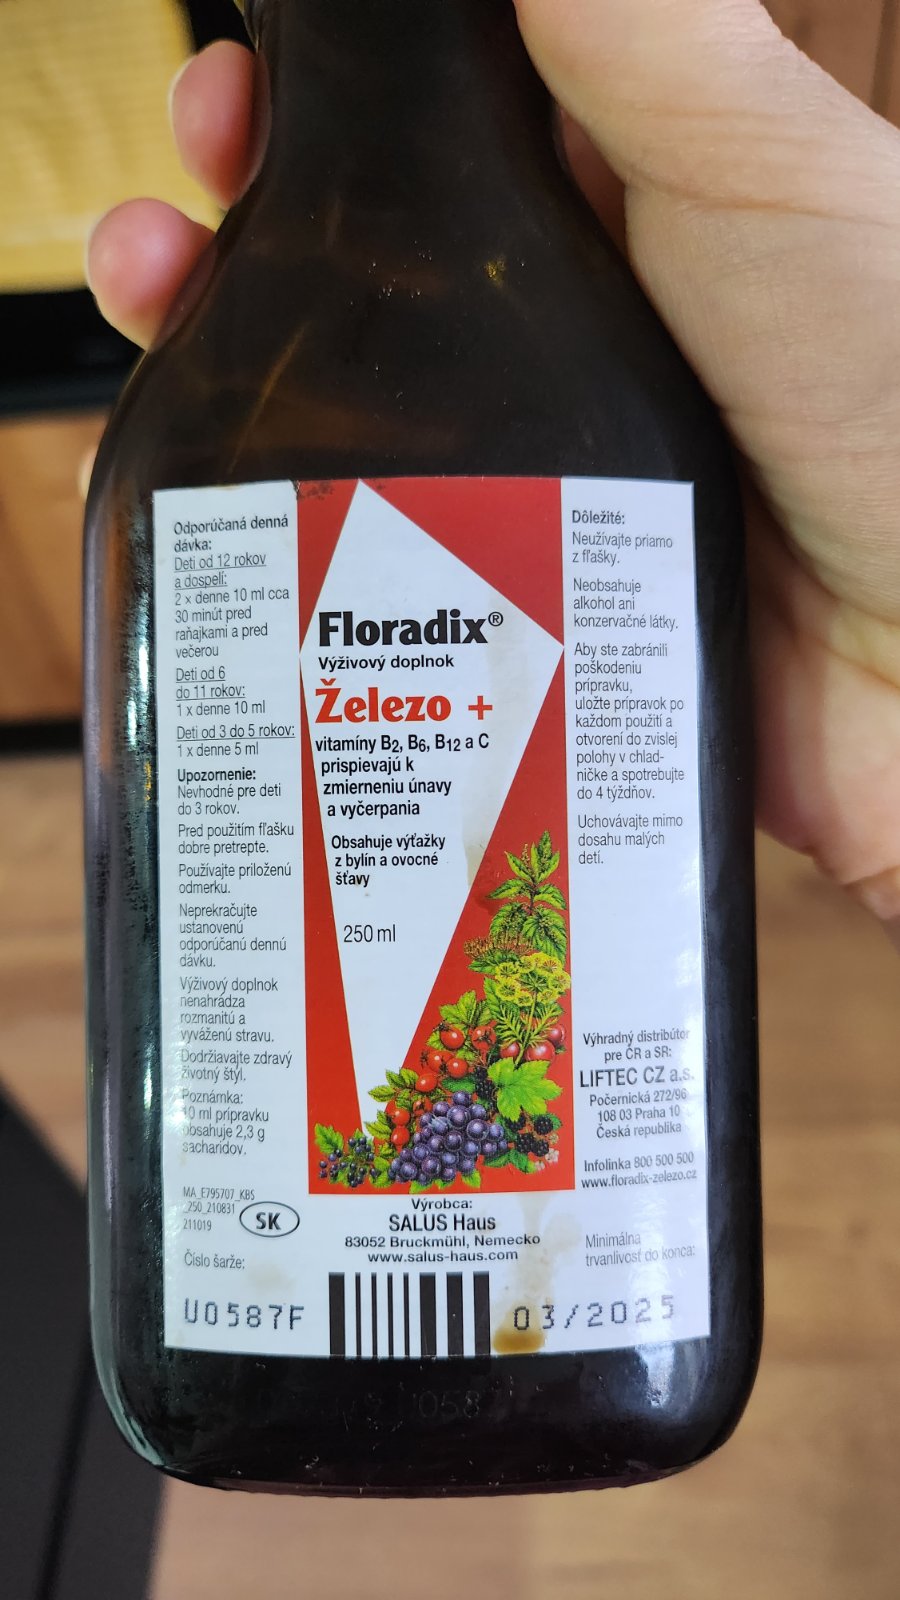 Odporúčaná denná
dávka:
Deti od 12 rokov
a dospelí:
2 x denne 10 ml cca
30 minút pred
raňajkami a pred
večerou
Deti od 6
do 11 rokov:
1 x denne 10 ml
Deti od 3 do 5 rokov:
1 x denne 5 ml
Upozornenie:
Nevhodné pre deti
do 3 rokov.
Pred použitím fľašku
dobre pretrepte.
Používajte priloženú
odmerku.
Neprekračujte
ustanovenú
odporúčanú dennú
dávku.
Výživový doplnok
nenahrádza
rozmanitú a
vyváženú stravu.
Dodržiavajte zdravý
životný štýl.
Poznámka:
10 ml prípravku
obsahuje 2,3 g
sacharidov.
MA_E795707_KBS
_250_210831
211019
SK
Číslo šarže:
U0587F
Floradix®
Výživový doplnok
Železo +
vitamíny B2, B6, B12 a C
prispievajú k
zmierneniu únavy
a vyčerpania
Obsahuje výťažky
z bylín a ovocné
šťavy
250 ml
Výrobca:
SALUS Haus
83052 Bruckmühl, Nemecko
www.salus-haus.com
Dôležité:
Neužívajte priamo
z fľašky.
Neobsahuje
alkohol ani
konzervačné látky.
Aby ste zabránili
poškodeniu
prípravku,
uložte prípravok po
každom použití a
otvorení do zvislej
polohy v chlad-
ničke a spotrebujte
do 4 týždňov.
Uchovávajte mimo
dosahu malých
detí.
Výhradný distribútor
pre ČR a SR:
LIFTEC CZ a.s.
Počernická 272/96
108 03 Praha 10
Česká republika
Infolinka 800 500 500
www.floradix-zelezo.cz
Minimálna
trvanlivosť do konca:
03/2025